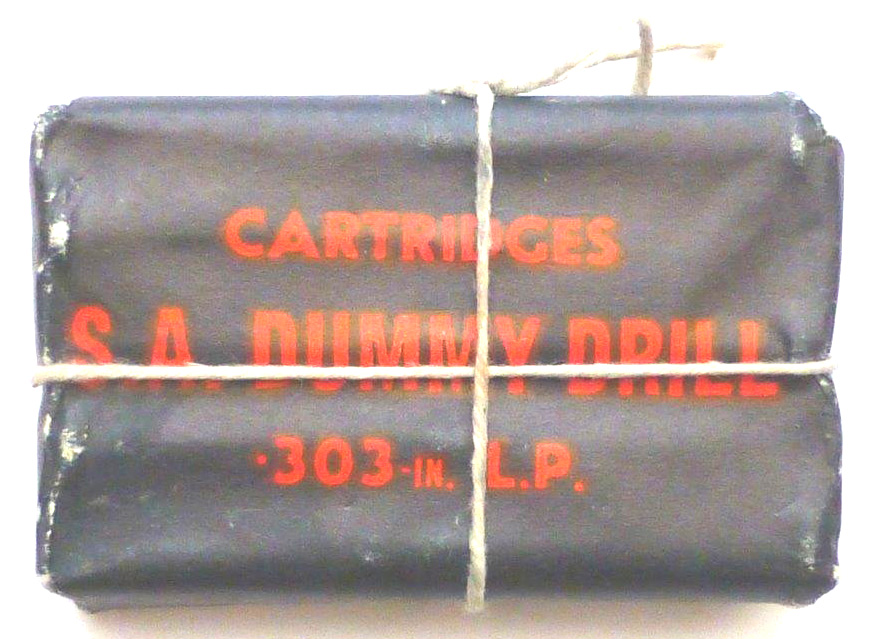 CARTRIDGES
S.A. DUMMY DRILL
·303-IN. L.P.